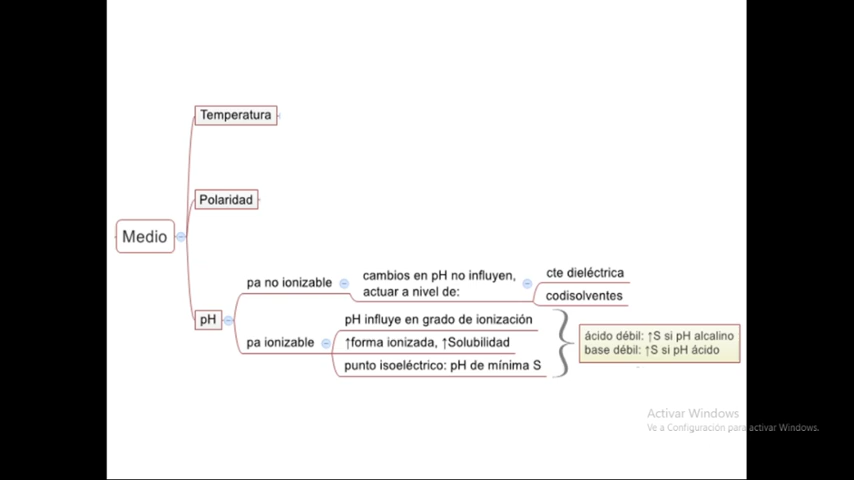 Temperatura
Polaridad
Medio
pH
pa no ionizable
cambios en pH no influyen,
actuar a nivel de:
cte dieléctrica
codisolventes
pa ionizable
pH influye en grado de ionización
↑forma ionizada, ↑Solubilidad
punto isoeléctrico: pH de mínima S
ácido débil: ↑S si pH alcalino
base débil: ↑S si pH ácido
Activar Windows
Ve a Configuración para activar Windows.